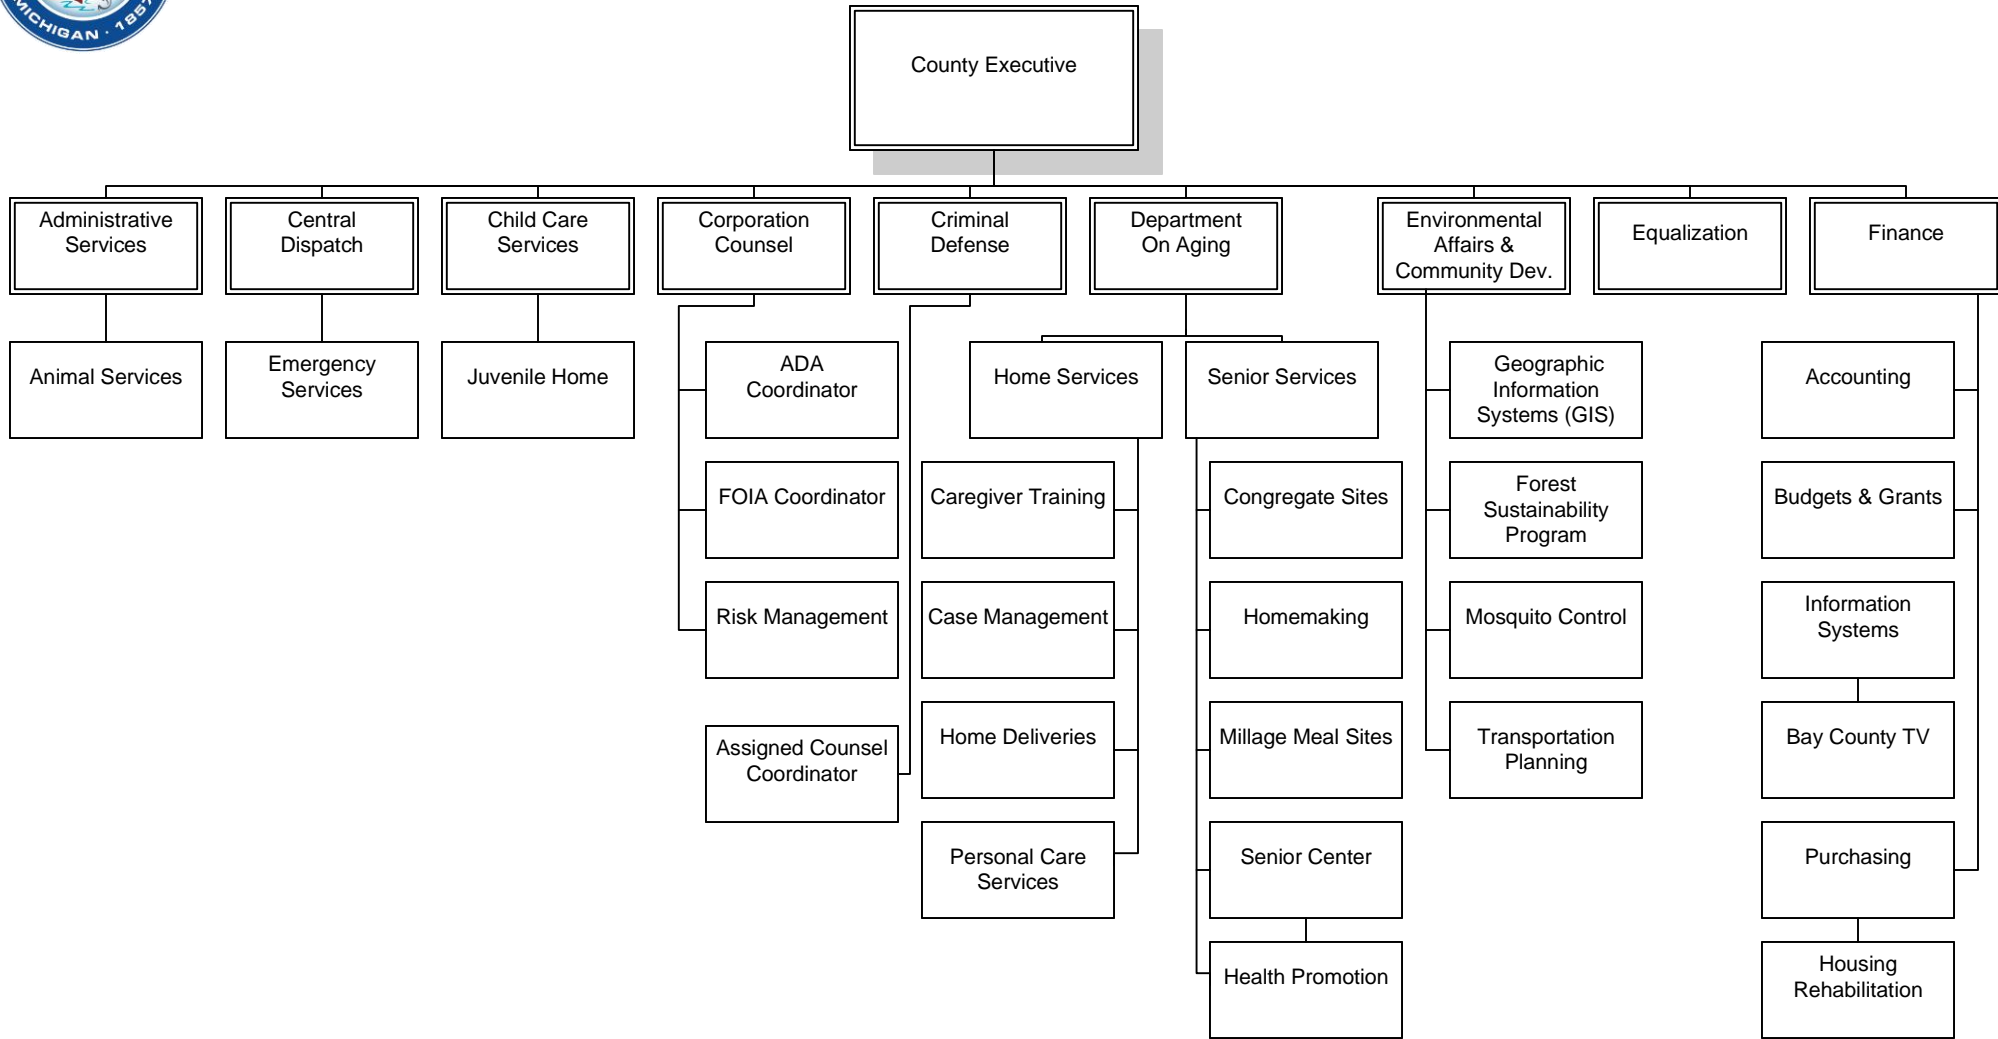 MICHIGAN · 1857
County Executive
Administrative
Services
Central
Dispatch
Child Care
Services
Corporation
Counsel
Criminal
Defense
Department
On Aging
Environmental
Affairs &
Community Dev.
Equalization
Finance
Animal Services
Emergency
Services
Juvenile Home
ADA
Coordinator
Home Services
Senior Services
Geographic
Information
Systems (GIS)
Accounting
FOIA Coordinator
Caregiver Training
Congregate Sites
Forest
Sustainability
Program
Budgets & Grants
Risk Management
Case Management
Homemaking
Mosquito Control
Information
Systems
Assigned Counsel
Coordinator
Home Deliveries
Millage Meal Sites
Transportation
Planning
Bay County TV
Personal Care
Services
Senior Center
Purchasing
Health Promotion
Housing
Rehabilitation